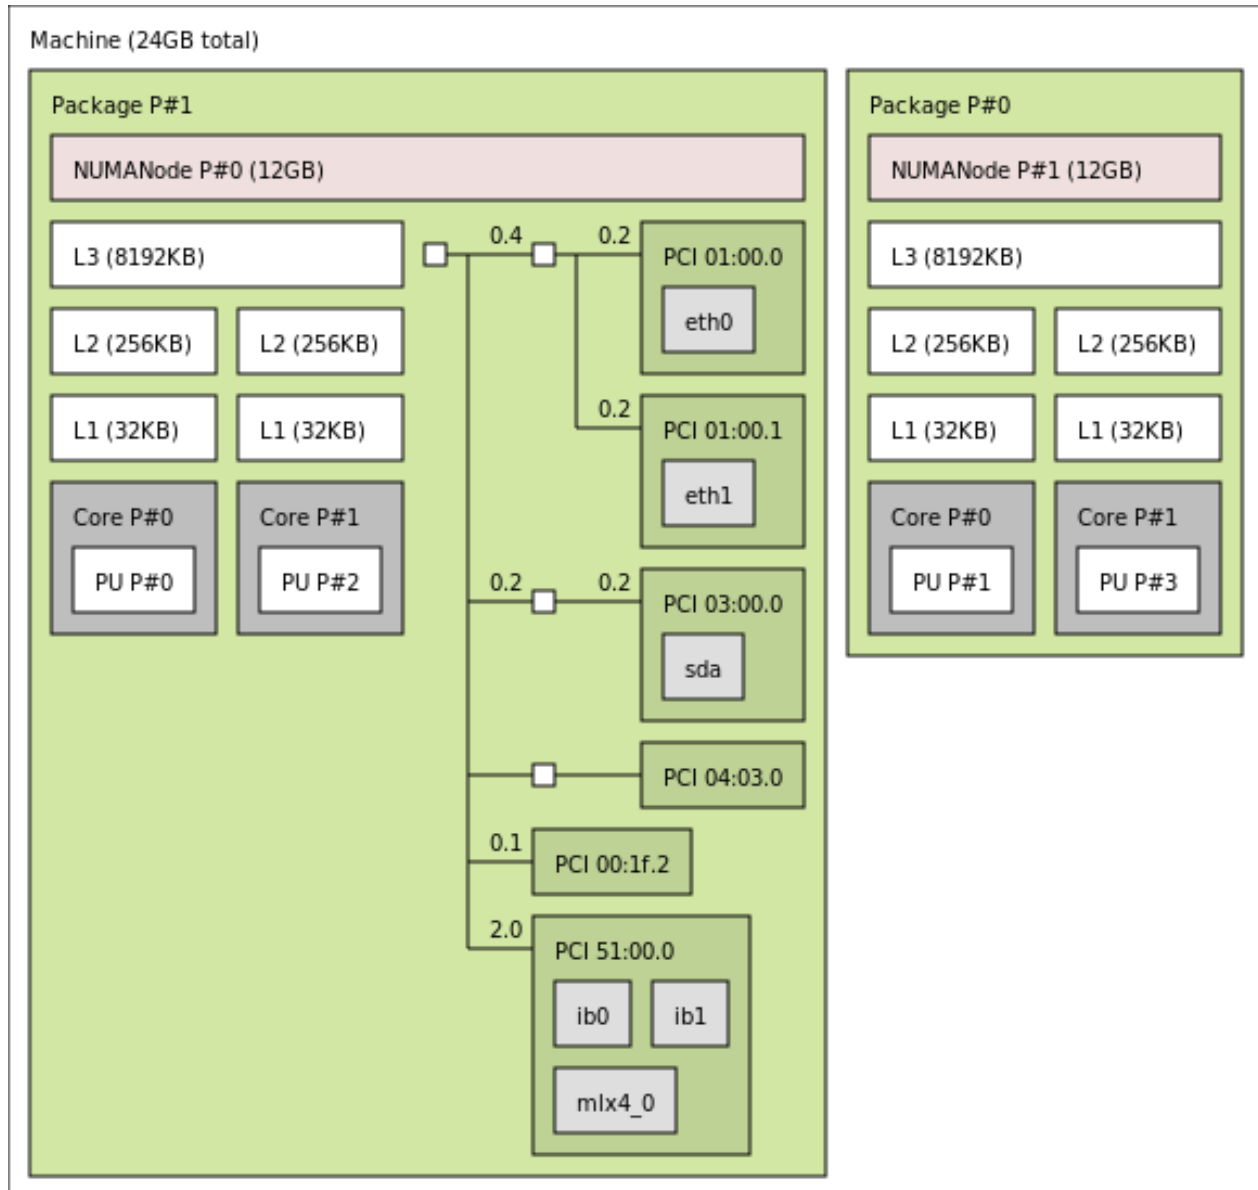 Machine (24GB total)
Package P#1
NUMANode P#0 (12GB)
L3 (8192KB)
L2 (256KB) L2 (256KB)
L1 (32KB) L1 (32KB)
Core P#0 Core P#1
PU P#0 PU P#2
0.4 0.2
PCI 01:00.0
eth0
0.2
PCI 01:00.1
eth1
0.2 0.2
PCI 03:00.0
sda
PCI 04:03.0
0.1
PCI 00:1f.2
2.0
PCI 51:00.0
ib0 ib1
mlx4_0
Package P#0
NUMANode P#1 (12GB)
L3 (8192KB)
L2 (256KB) L2 (256KB)
L1 (32KB) L1 (32KB)
Core P#0 Core P#1
PU P#1 PU P#3